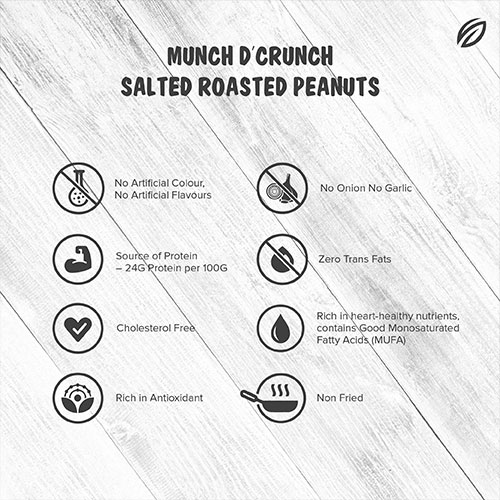 MUNCH D'CRUNCH
SALTED ROASTED PEANUTS
No Artificial Colour,
No Artificial Flavours
No Onion No Garlic
Source of Protein
– 24G Protein per 100G
Zero Trans Fats
Cholesterol Free
Rich in heart-healthy nutrients,
contains Good Monosaturated
Fatty Acids (MUFA)
Rich in Antioxidant
Non Fried